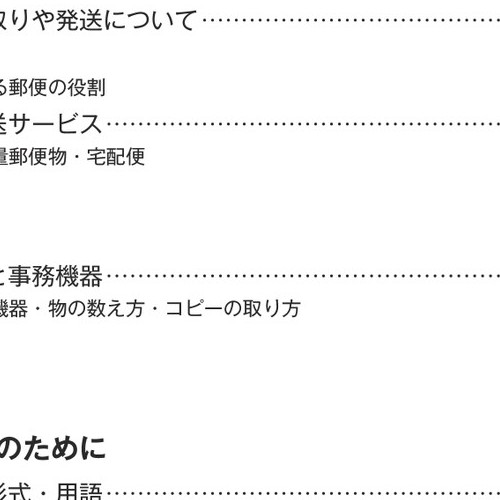 取りや発送について……………………
る郵便の役割
送サービス………………………………
量郵便物・宅配便
と事務機器………………………………
機器・物の数え方・コピーの取り方
のために
形式・用語………………………………